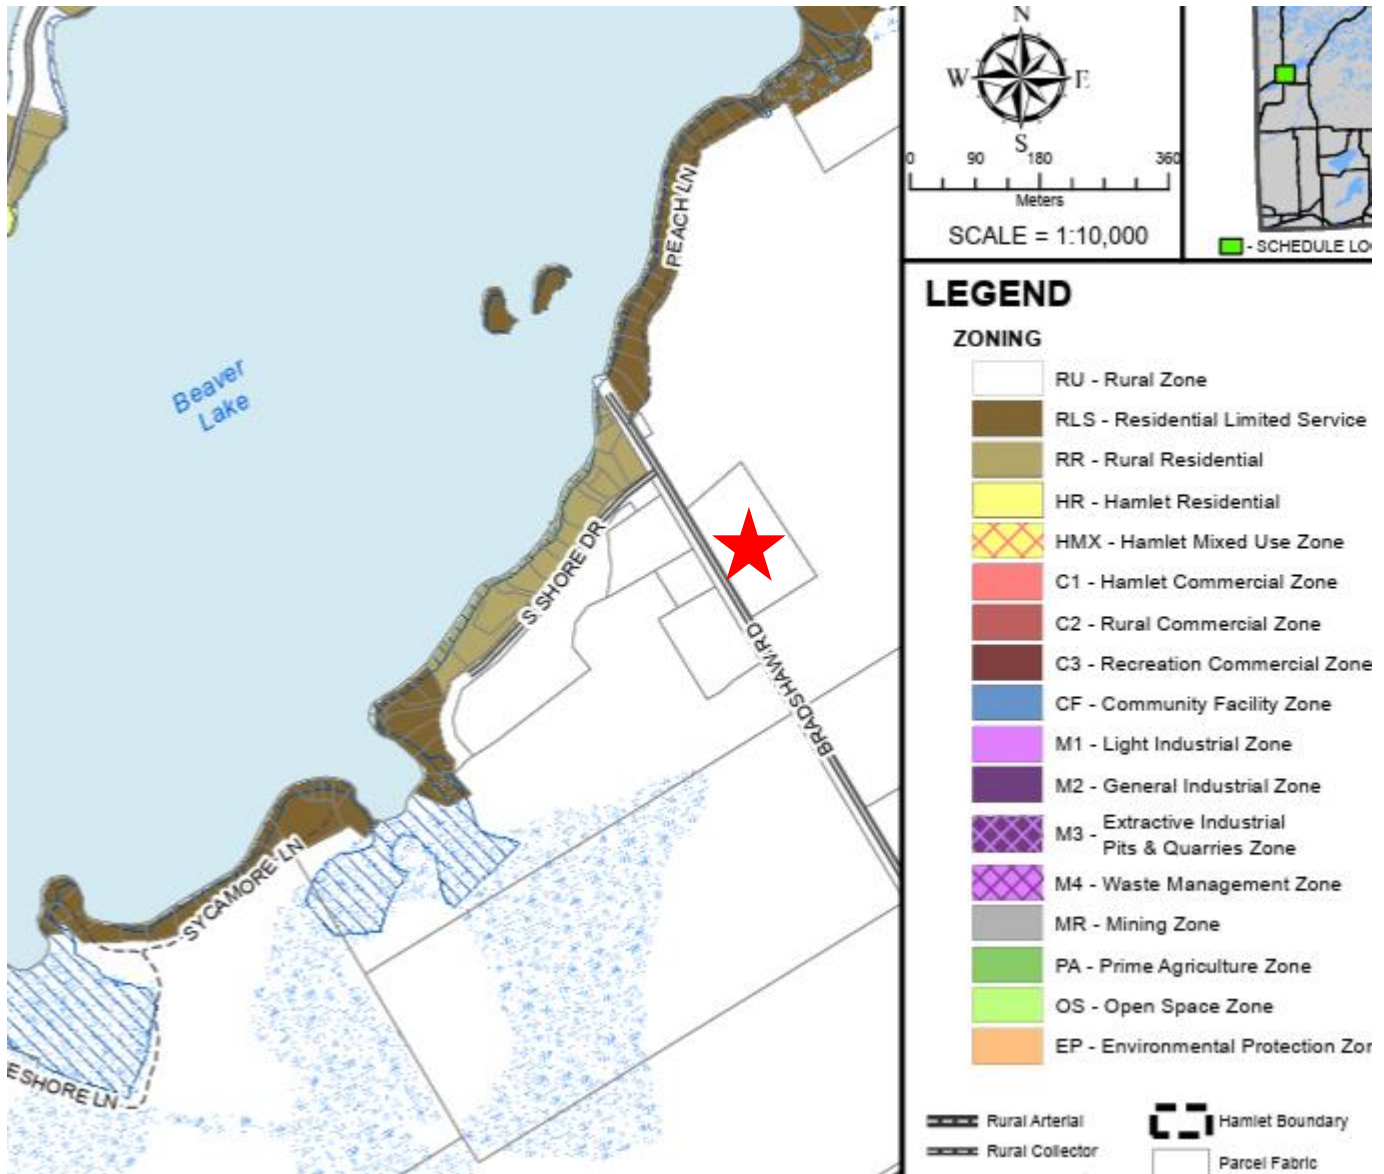 N
W E
S
0 90 180 360
Meters
SCALE = 1:10,000
- SCHEDULE LO
PEACH LN
Beaver
Lake
S SHORE DR
BRADSHAW RD
SYCAMORE LN
E SHORE LN
LEGEND
ZONING
RU - Rural Zone
RLS - Residential Limited Service
RR - Rural Residential
HR - Hamlet Residential
HMX - Hamlet Mixed Use Zone
C1 - Hamlet Commercial Zone
C2 - Rural Commercial Zone
C3 - Recreation Commercial Zone
CF - Community Facility Zone
M1 - Light Industrial Zone
M2 - General Industrial Zone
M3 - Extractive Industrial
Pits & Quarries Zone
M4 - Waste Management Zone
MR - Mining Zone
PA - Prime Agriculture Zone
OS - Open Space Zone
EP - Environmental Protection Zon
Rural Arterial
Hamlet Boundary
Rural Collector
Parcel Fabric